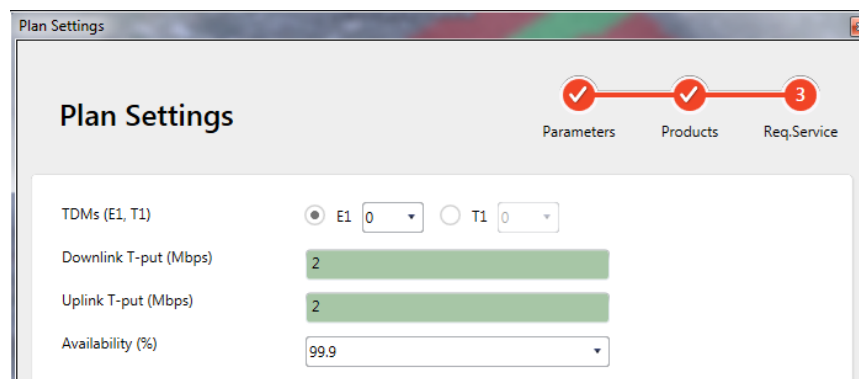 Plan Settings
Plan Settings
3
Parameters Products Req.Service
TDMs (E1, T1) E1 0 T1 0
Downlink T-put (Mbps) 2
Uplink T-put (Mbps) 2
Availability (%) 99.9